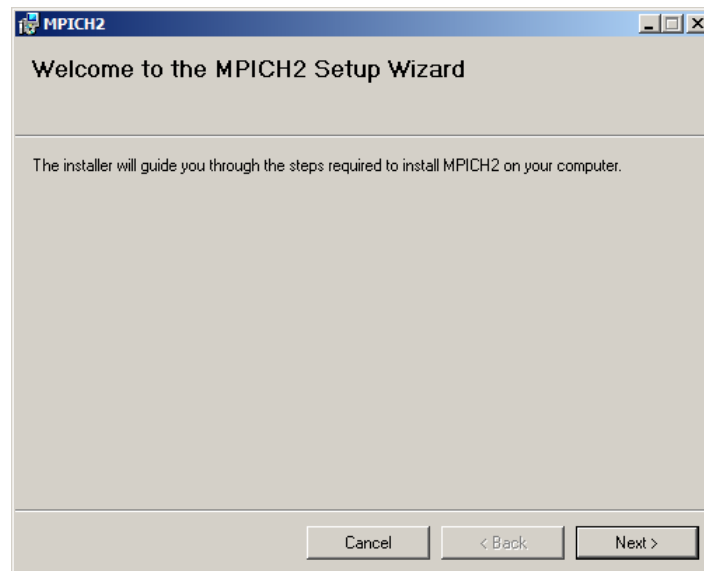 MPICH2
Welcome to the MPICH2 Setup Wizard
The installer will guide you through the steps required to install MPICH2 on your computer.
Cancel < Back Next >